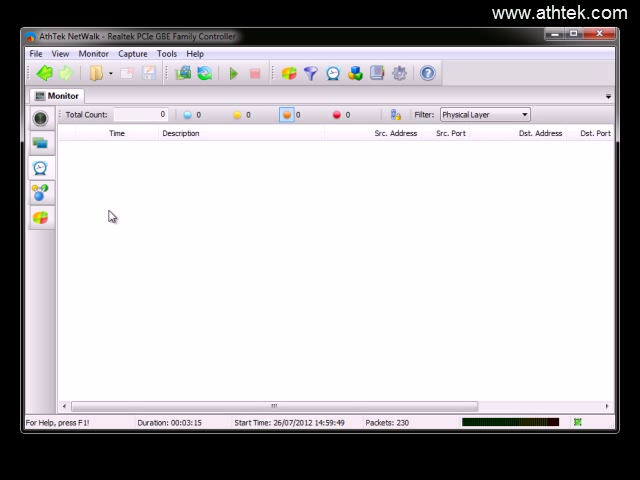 www.athtek.com
AthTek NetWalk - Realtek PCIe GBE Family Controller
File View Monitor Capture Tools Help
Monitor
Total Count: 0 0 0 0 0 Filter: Physical Layer
Time Description Src. Address Src. Port Dst. Address Dst. Port
For Help, press F1! Duration: 00:03:15 Start Time: 26/07/2012 14:59:49 Packets: 230